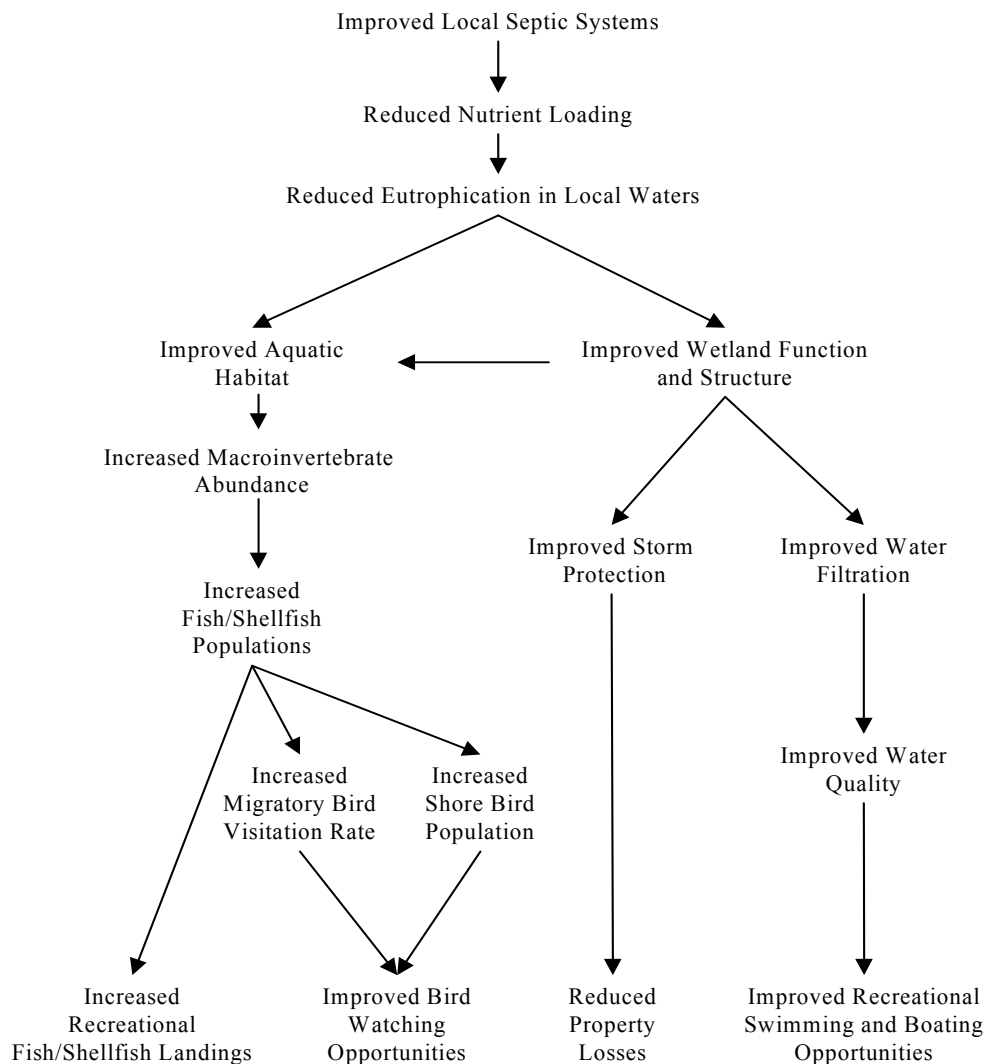 Improved Local Septic Systems
Reduced Nutrient Loading
Reduced Eutrophication in Local Waters
Improved Aquatic
Habitat
Improved Wetland Function
and Structure
Increased Macroinvertebrate
Abundance
Improved Storm
Protection
Improved Water
Filtration
Increased
Fish/Shellfish
Populations
Increased
Migratory Bird
Visitation Rate
Increased
Shore Bird
Population
Improved Water
Quality
Increased
Recreational
Fish/Shellfish Landings
Improved Bird
Watching
Opportunities
Reduced
Property
Losses
Improved Recreational
Swimming and Boating
Opportunities